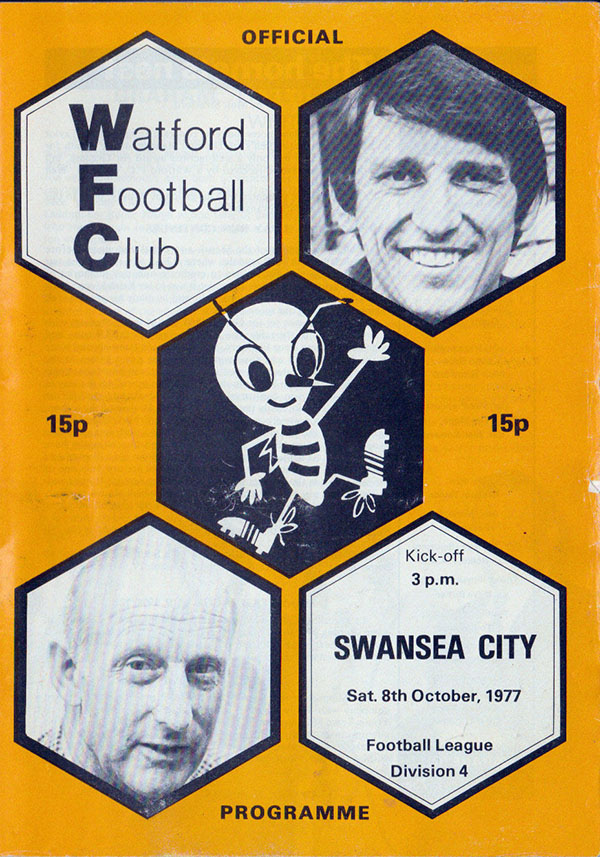 OFFICIAL
Watford
Football
Club
15p
15p
Kick-off
3 p.m.
SWANSEA CITY
Sat. 8th October, 1977
Football League
Division 4
PROGRAMME